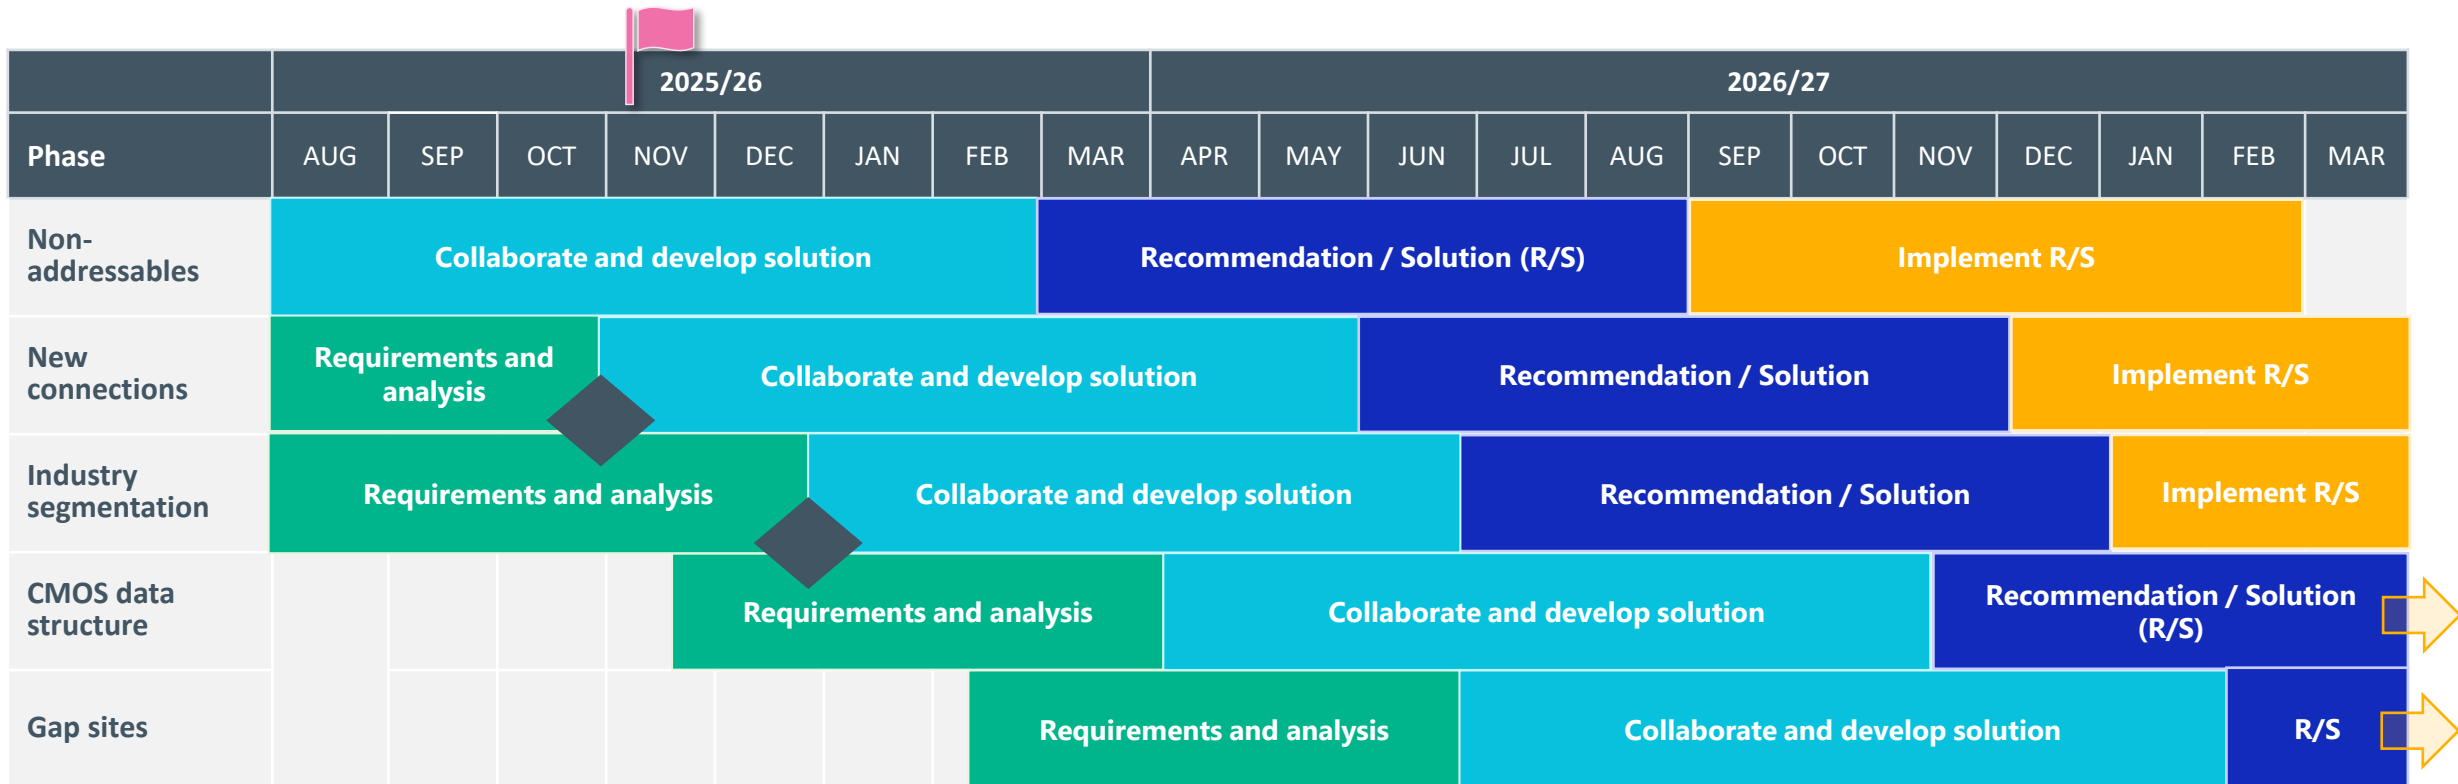 2025/26
2026/27
Phase
AUG
SEP
OCT
NOV
DEC
JAN
FEB
MAR
APR
MAY
JUN
JUL
AUG
SEP
OCT
NOV
DEC
JAN
FEB
MAR
Non-
addressables
Collaborate and develop solution
Recommendation / Solution (R/S)
Implement R/S
New
connections
Requirements and
analysis
Collaborate and develop solution
Recommendation / Solution
Implement R/S
Industry
segmentation
Requirements and analysis
Collaborate and develop solution
Recommendation / Solution
Implement R/S
CMOS data
structure
Requirements and analysis
Collaborate and develop solution
Recommendation / Solution
(R/S)
Gap sites
Requirements and analysis
Collaborate and develop solution
R/S